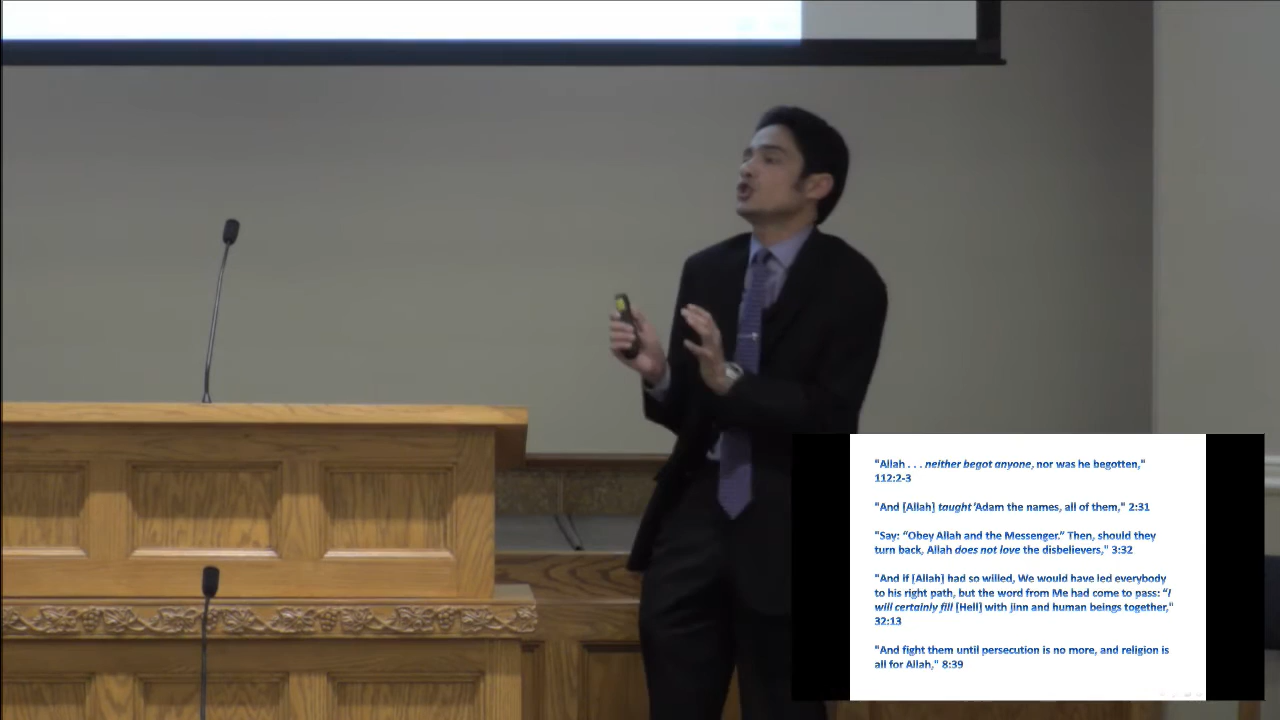 "Allah . . . neither begot anyone, nor was he begotten,"
112:2-3
"And [Allah] taught 'Adam the names, all of them," 2:31
"Say: “Obey Allah and the Messenger.” Then, should they
turn back, Allah does not love the disbelievers," 3:32
"And if [Allah] had so willed, We would have led everybody
to his right path, but the word from Me had come to pass: “I
will certainly fill [Hell] with jinn and human beings together,"
32:13
"And fight them until persecution is no more, and religion is
all for Allah," 8:39